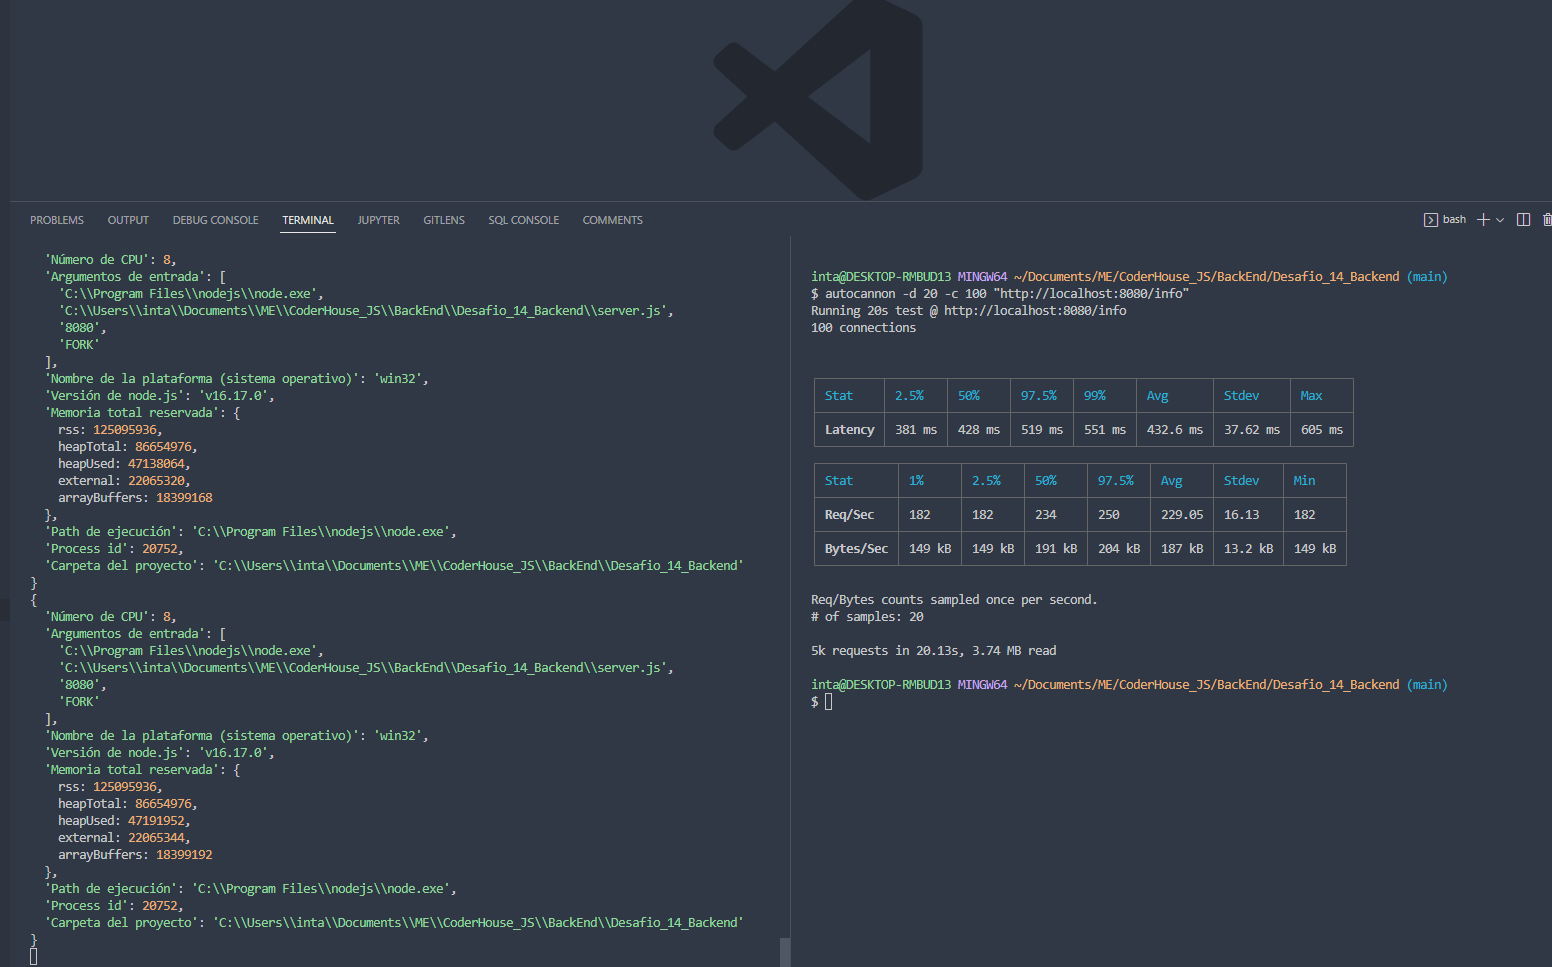 PROBLEMS OUTPUT DEBUG CONSOLE TERMINAL JUPYTER GITLENS SQL CONSOLE COMMENTS
bash
'Número de CPU': 8,
'Argumentos de entrada': [
'C:\\Program Files\\nodejs\\node.exe',
'C:\\Users\\inta\\Documents\\ME\\CoderHouse_JS\\BackEnd\\Desafio_14_Backend\\server.js',
'8080',
'FORK'
],
'Nombre de la plataforma (sistema operativo)': 'win32',
'Versión de node.js': 'v16.17.0',
'Memoria total reservada': {
rss: 125095936,
heapTotal: 86654976,
heapUsed: 47138064,
external: 22065320,
arrayBuffers: 18399168
},
'Path de ejecución': 'C:\\Program Files\\nodejs\\node.exe',
'Process id': 20752,
'Carpeta del proyecto': 'C:\\Users\\inta\\Documents\\ME\\CoderHouse_JS\\BackEnd\\Desafio_14_Backend'
}
{
'Número de CPU': 8,
'Argumentos de entrada': [
'C:\\Program Files\\nodejs\\node.exe',
'C:\\Users\\inta\\Documents\\ME\\CoderHouse_JS\\BackEnd\\Desafio_14_Backend\\server.js',
'8080',
'FORK'
],
'Nombre de la plataforma (sistema operativo)': 'win32',
'Versión de node.js': 'v16.17.0',
'Memoria total reservada': {
rss: 125095936,
heapTotal: 86654976,
heapUsed: 47191952,
external: 22065344,
arrayBuffers: 18399192
},
'Path de ejecución': 'C:\\Program Files\\nodejs\\node.exe',
'Process id': 20752,
'Carpeta del proyecto': 'C:\\Users\\inta\\Documents\\ME\\CoderHouse_JS\\BackEnd\\Desafio_14_Backend'
}
inta@DESKTOP-RMBUD13 MINGW64 ~/Documents/ME/CoderHouse_JS/BackEnd/Desafio_14_Backend (main)
$ autocannon -d 20 -c 100 "http://localhost:8080/info"
Running 20s test @ http://localhost:8080/info
100 connections
Stat 2.5% 50% 97.5% 99% Avg Stdev Max
Latency 381 ms 428 ms 519 ms 551 ms 432.6 ms 37.62 ms 605 ms
Stat 1% 2.5% 50% 97.5% Avg Stdev Min
Req/Sec 182 182 234 250 229.05 16.13 182
Bytes/Sec 149 kB 149 kB 191 kB 204 kB 187 kB 13.2 kB 149 kB
Req/Bytes counts sampled once per second.
# of samples: 20
5k requests in 20.13s, 3.74 MB read
inta@DESKTOP-RMBUD13 MINGW64 ~/Documents/ME/CoderHouse_JS/BackEnd/Desafio_14_Backend (main)
$